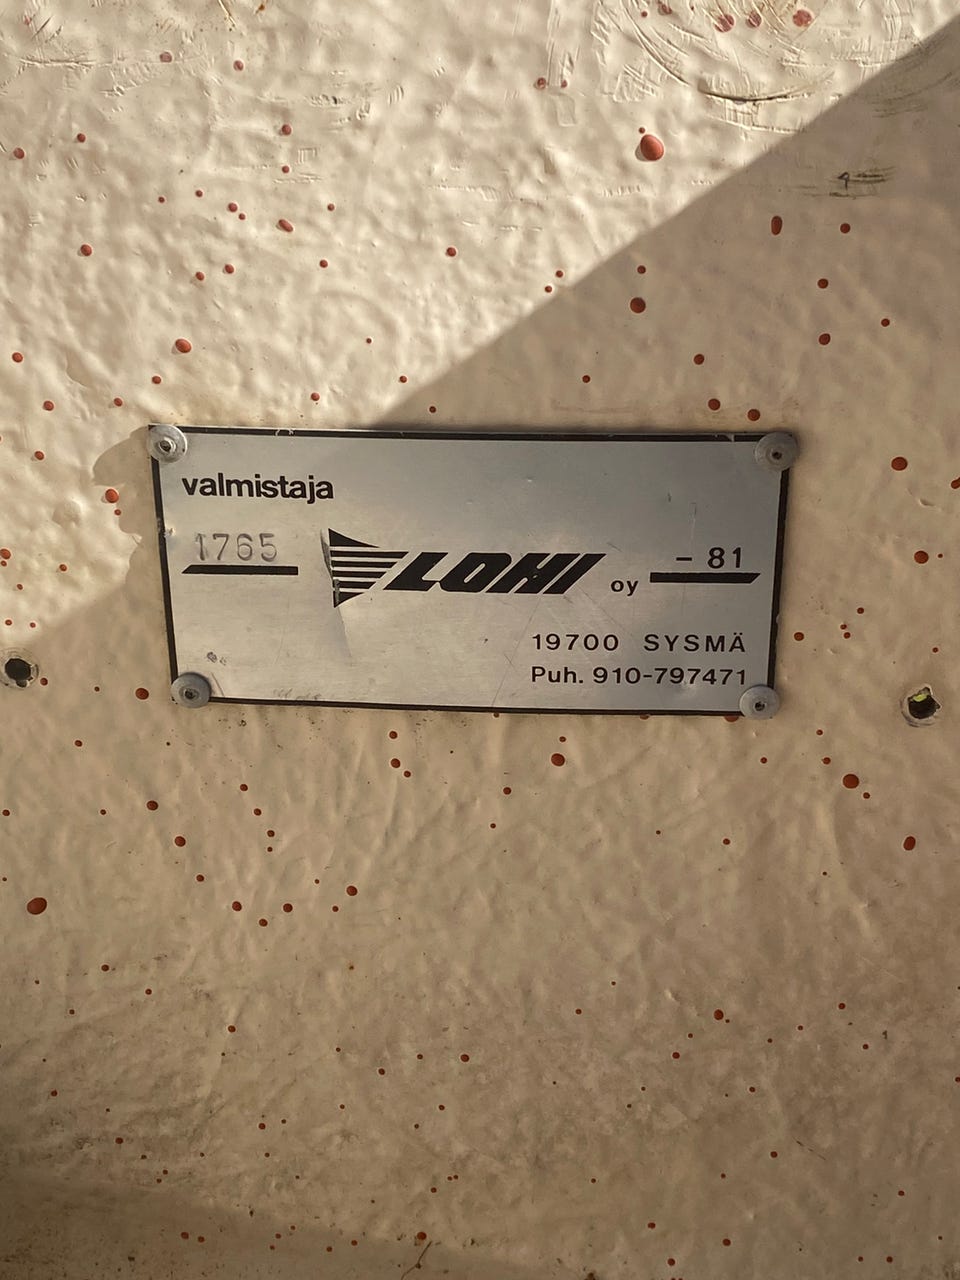 valmistaja
1765 LOHI oy - 81
19700 SYSMÄ
Puh. 910-797471